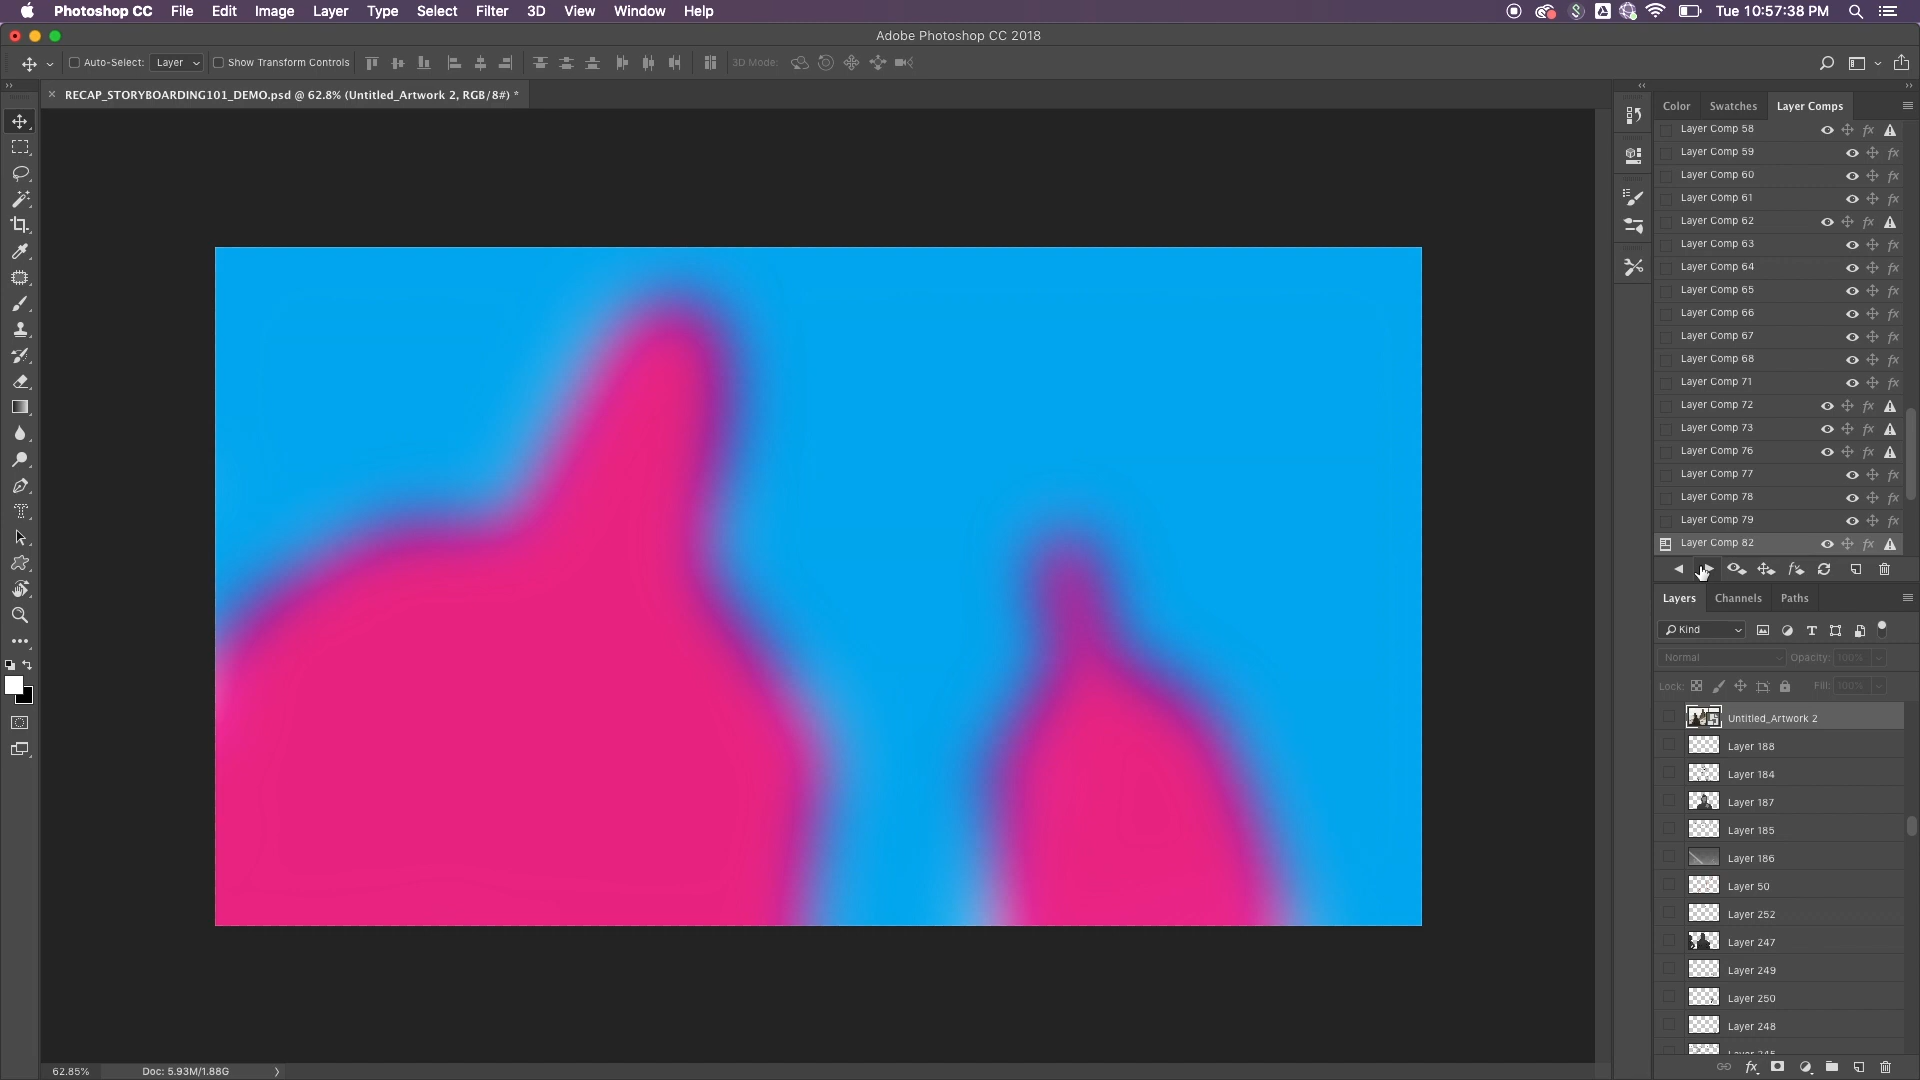 Photoshop CC File Edit Image Layer Type Select Filter 3D View Window Help Tue 10:57:38 PM
Adobe Photoshop CC 2018
Auto-Select: Layer Show Transform Controls 3D Mode:
RECAP_STORYBOARDING101_DEMO.psd @ 62.8% (Untitled_Artwork 2, RGB/8#) *
Color Swatches Layer Comps
Layer Comp 58
Layer Comp 59
Layer Comp 60
Layer Comp 61
Layer Comp 62
Layer Comp 63
Layer Comp 64
Layer Comp 65
Layer Comp 66
Layer Comp 67
Layer Comp 68
Layer Comp 71
Layer Comp 72
Layer Comp 73
Layer Comp 76
Layer Comp 77
Layer Comp 78
Layer Comp 79
Layer Comp 82
Layers Channels Paths
Kind
Normal Opacity: 100%
Lock: Fill: 100%
Untitled_Artwork 2
Layer 188
Layer 184
Layer 187
Layer 185
Layer 186
Layer 50
Layer 252
Layer 247
Layer 249
Layer 250
Layer 248
62.85% Doc: 5.93M/1.88G